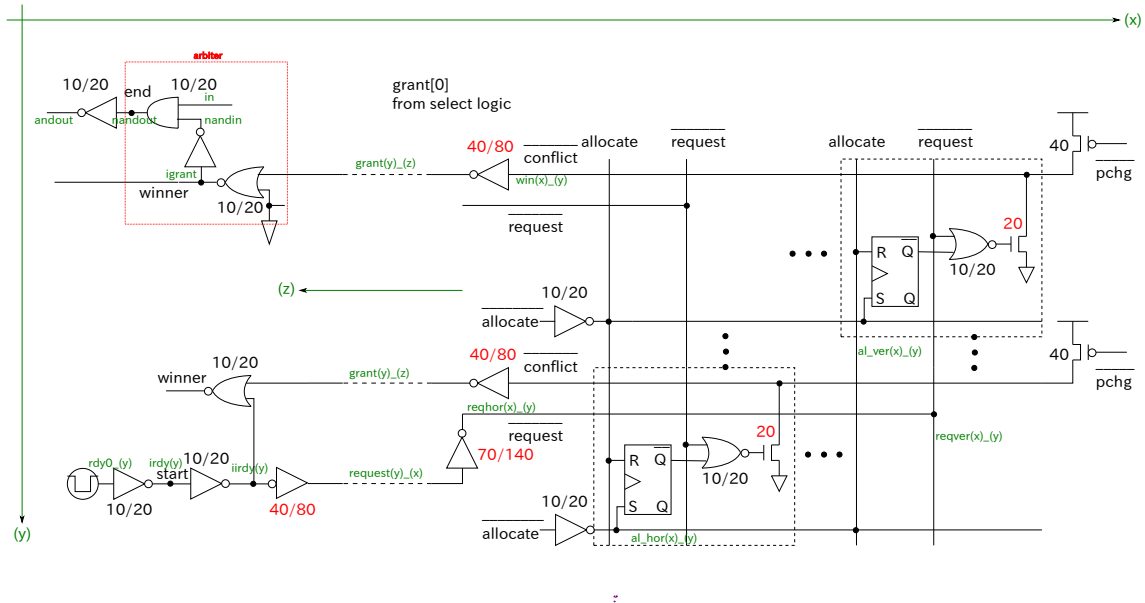 (x)
arbiter
10/20
end
10/20
in
andout
nandout
nandin
igrant
winner
10/20
grant[0]
from select logic
grant(y)_(z)
40/80
conflict
win(x)_(y)
request
allocate
request
allocate
request
40
pchg
20
R
Q
S
Q
10/20
(z)
10/20
allocate
al_ver(x)_(y)
40
pchg
10/20
winner
grant(y)_(z)
40/80
conflict
reqhor(x)_(y)
request
70/140
reqver(x)_(y)
rdy0_(y)
irdy(y)
start
10/20
iirdy(y)
10/20
40/80
request(y)_(x)
20
R
Q
S
Q
10/20
10/20
allocate
al_hor(x)_(y)
(y)